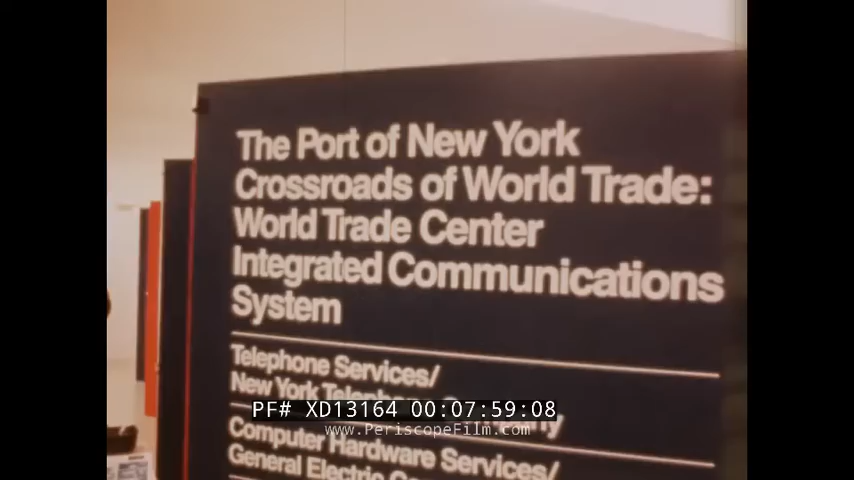 The Port of New York
Crossroads of World Trade:
World Trade Center
Integrated Communications
System
Telephone Services/
New York Telephone
Computer Hardware Services/
General Electric
PF# XD13164 00:07:59:08
www.PeriscopeFilm.com